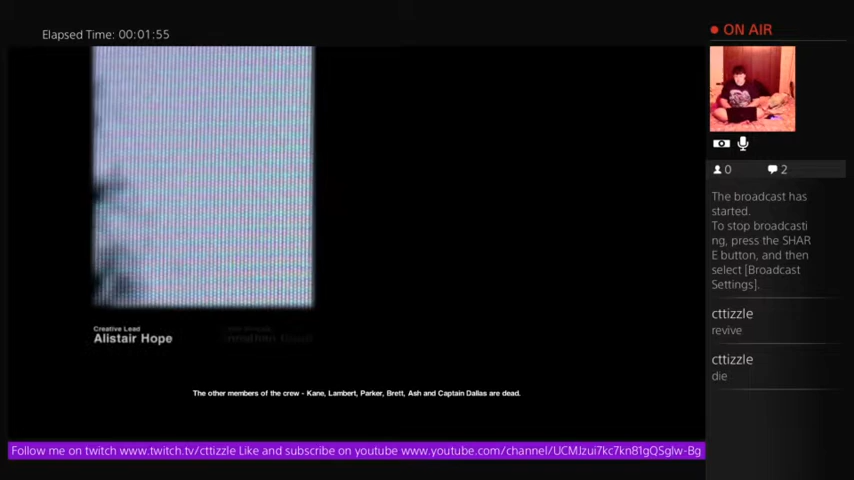 Elapsed Time: 00:01:55
ON AIR
0
2
The broadcast has
started.
To stop broadcasti
ng, press the SHAR
E button, and then
select [Broadcast
Settings].
cttizzle
revive
cttizzle
die
Creative Lead
Alistair Hope
The other members of the crew - Kane, Lambert, Parker, Brett, Ash and Captain Dallas are dead.
Follow me on twitch www.twitch.tv/cttizzle Like and subscribe on youtube www.youtube.com/channel/UCMJzui7kc7kn81gQSglw-Bg